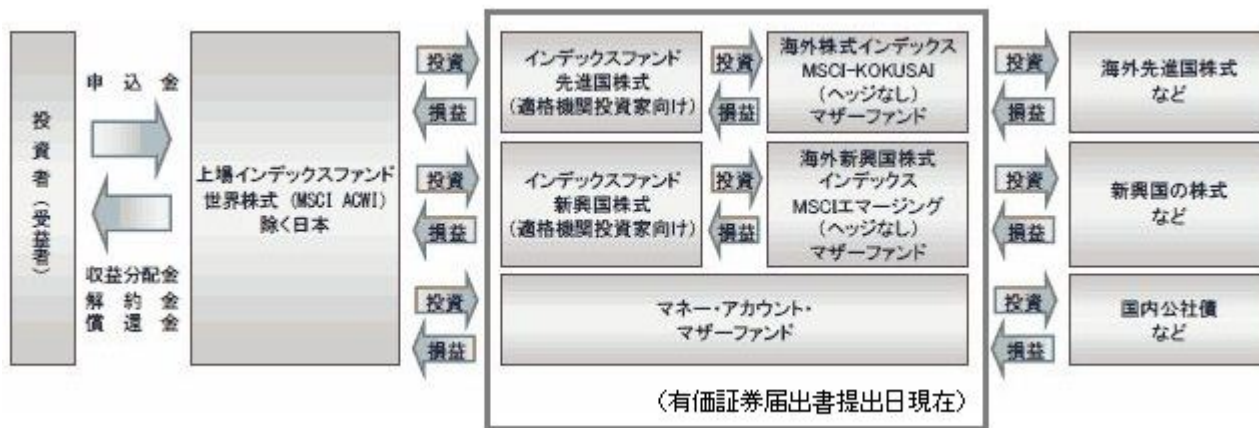 投資者（受益者）
申込金
収益分配金
解約金
償還金
上場インデックスファンド
世界株式（MSCI ACWI）
除く日本
投資
損益
インデックスファンド
先進国株式
（適格機関投資家向け）
投資
損益
海外株式インデックス
MSCI-KOKUSAI
（ヘッジなし）
マザーファンド
投資
損益
海外先進国株式
など
投資
損益
インデックスファンド
新興国株式
（適格機関投資家向け）
投資
損益
海外新興国株式
インデックス
MSCIエマージング
（ヘッジなし）
マザーファンド
投資
損益
新興国の株式
など
投資
損益
マネー・アカウント・
マザーファンド
投資
損益
国内公社債
など
（有価証券届出書提出日現在）